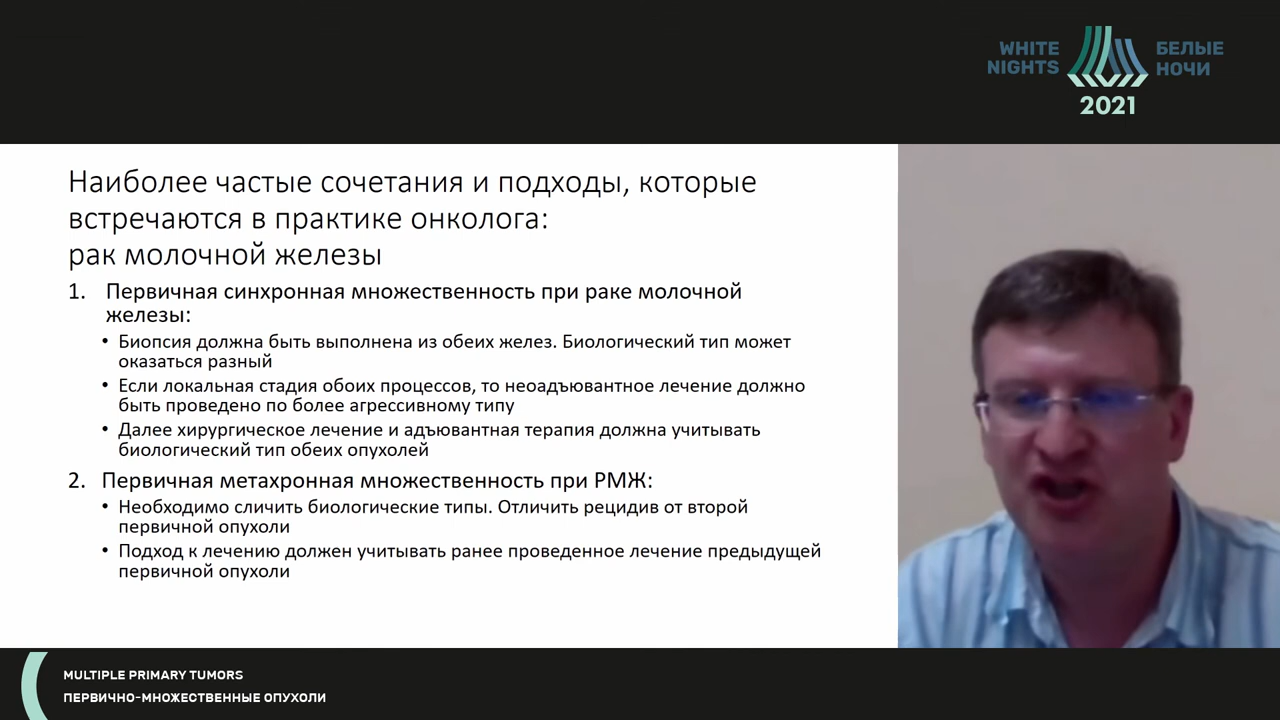 WHITE
NIGHTS
БЕЛЫЕ
НОЧИ
2021
Наиболее частые сочетания и подходы, которые
встречаются в практике онколога:
рак молочной железы
1. Первичная синхронная множественность при раке молочной
железы:
• Биопсия должна быть выполнена из обеих желез. Биологический тип может
оказаться разный
• Если локальная стадия обоих процессов, то неоадъювантное лечение должно
быть проведено по более агрессивному типу
• Далее хирургическое лечение и адъювантная терапия должна учитывать
биологический тип обеих опухолей
2. Первичная метахронная множественность при РМЖ:
• Необходимо сличить биологические типы. Отличить рецидив от второй
первичной опухоли
• Подход к лечению должен учитывать ранее проведенное лечение предыдущей
первичной опухоли
MULTIPLE PRIMARY TUMORS
ПЕРВИЧНО-МНОЖЕСТВЕННЫЕ ОПУХОЛИ